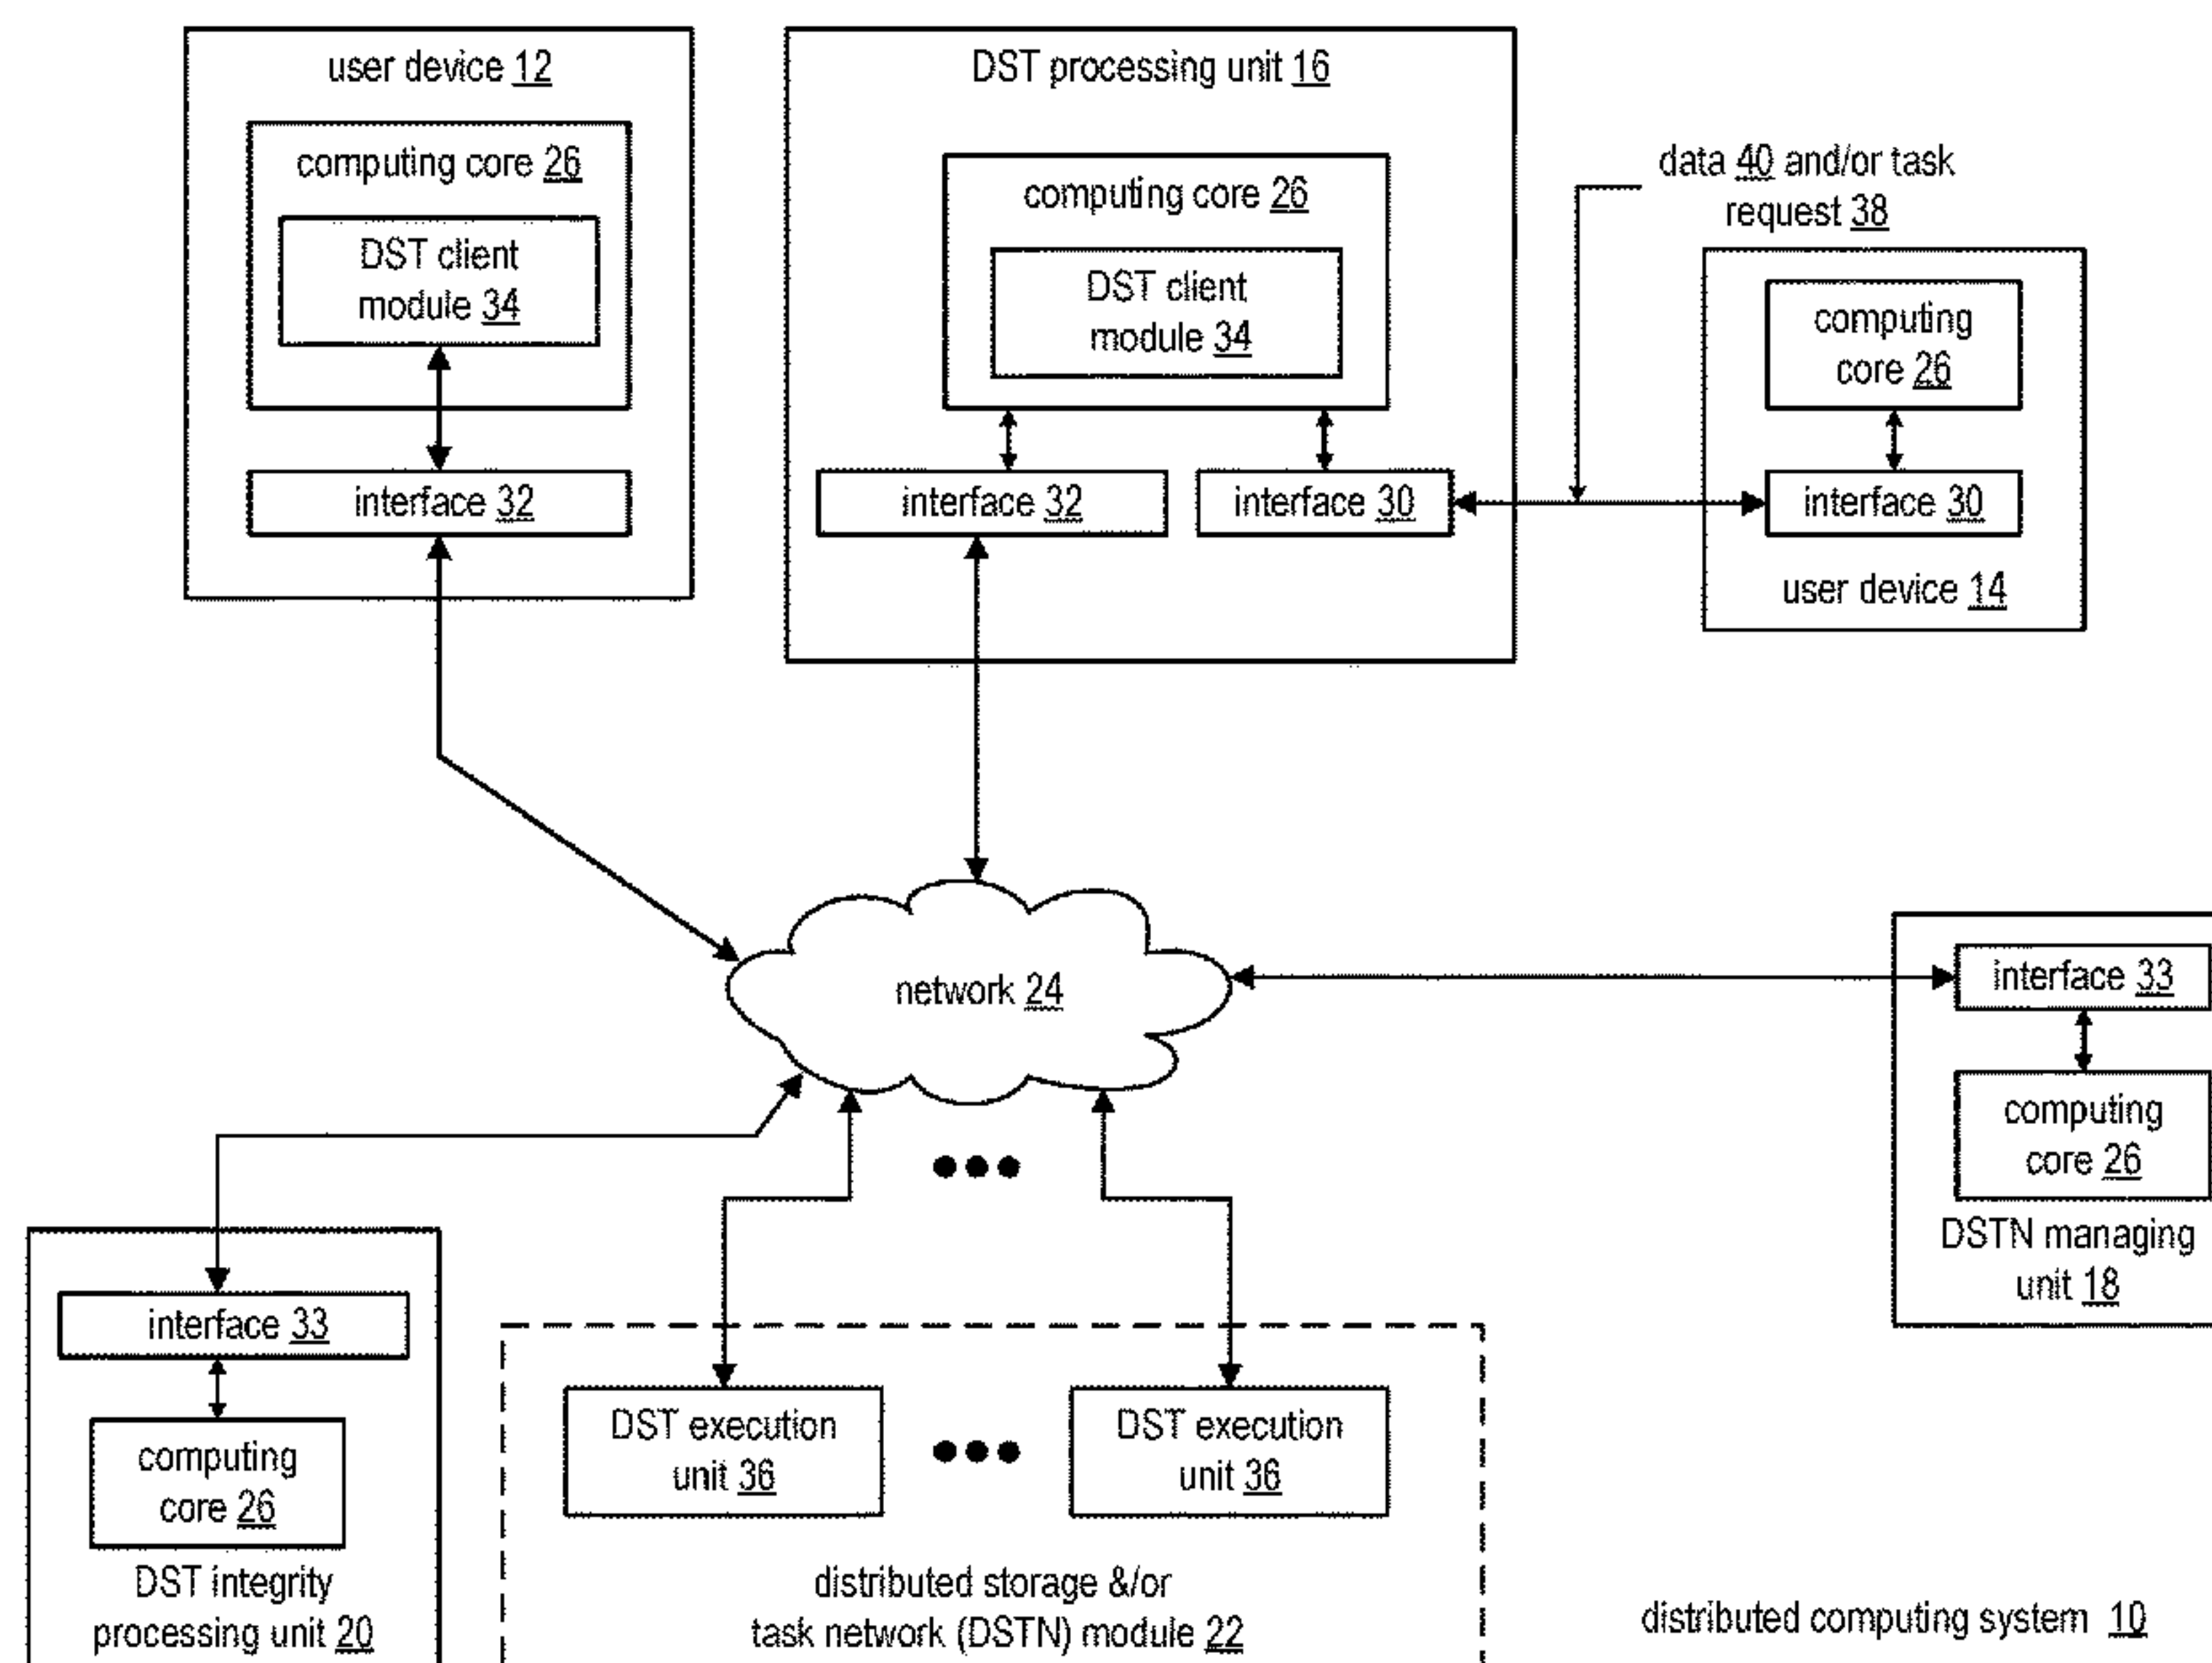 user device 12
computing core 26
DST client
module 34
interface 32
DST processing unit 16
computing core 26
DST client
module 34
interface 32
interface 30
data 40 and/or task
request 38
computing
core 26
interface 30
user device 14
network 24
interface 33
computing
core 26
DSTN managing
unit 18
interface 33
computing
core 26
DST integrity
processing unit 20
DST execution
unit 36
DST execution
unit 36
distributed storage &/or
task network (DSTN) module 22
distributed computing system 10